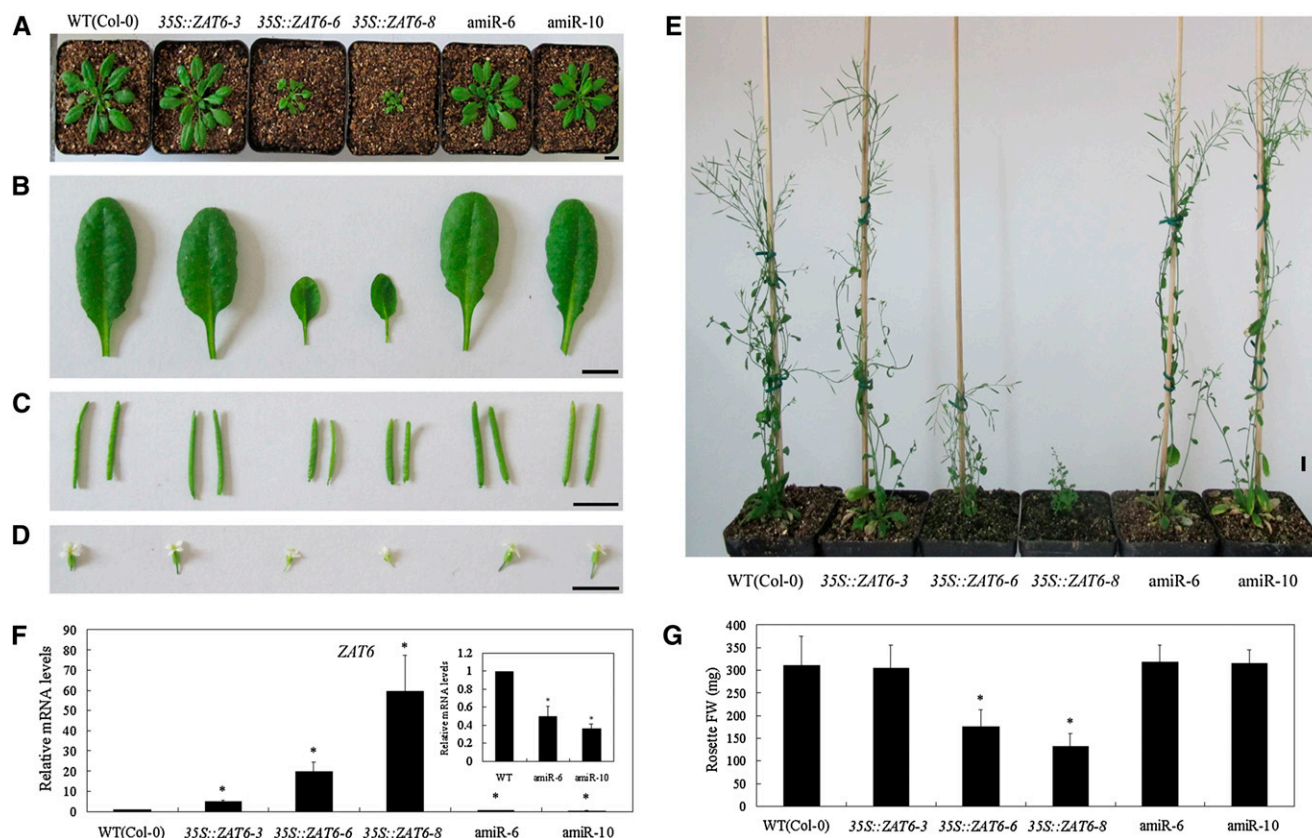 A
WT(Col-0) 35S::ZAT6-3 35S::ZAT6-6 35S::ZAT6-8 amiR-6 amiR-10
B
C
D
E
WT(Col-0) 35S::ZAT6-3 35S::ZAT6-6 35S::ZAT6-8 amiR-6 amiR-10
F
Relative mRNA levels
90
80
70
60
50
40
30
20
10
0
ZAT6
* * * * *
WT(Col-0) 35S::ZAT6-3 35S::ZAT6-6 35S::ZAT6-8 amiR-6 amiR-10
Relative mRNA levels
1.2
1
0.8
0.6
0.4
0.2
0
* *
WT amiR-6 amiR-10
G
Rosette FW (mg)
400
350
300
250
200
150
100
50
0
* *
WT(Col-0) 35S::ZAT6-3 35S::ZAT6-6 35S::ZAT6-8 amiR-6 amiR-10